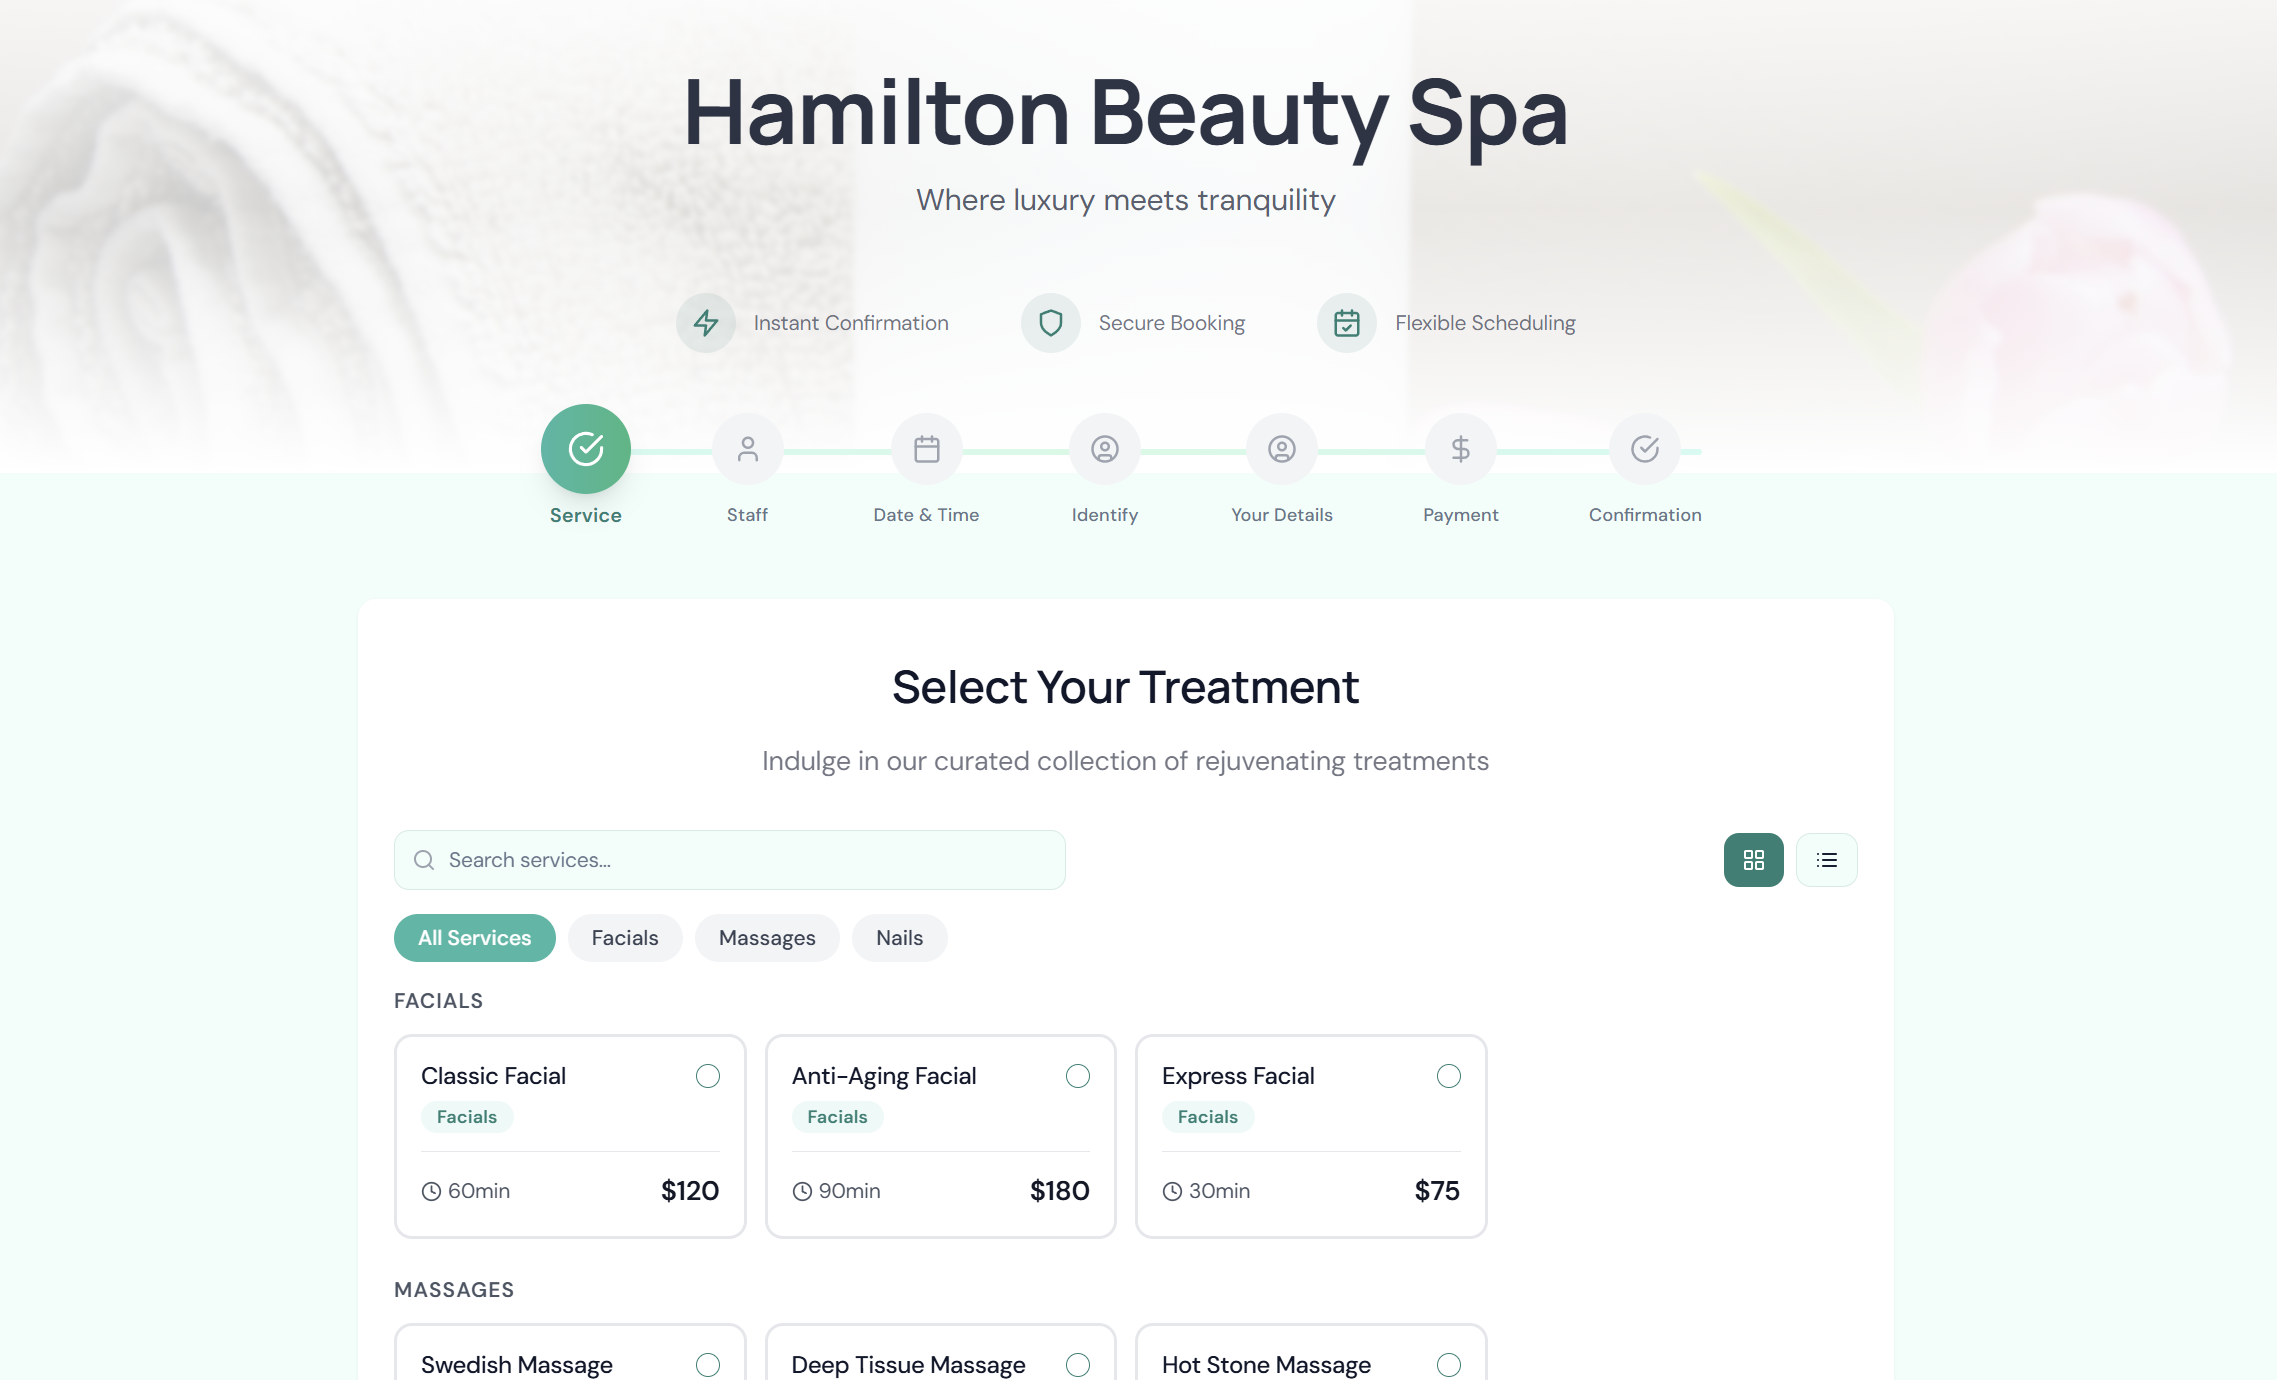 Hamilton Beauty Spa
Where luxury meets tranquility
Instant Confirmation
Secure Booking
Flexible Scheduling
Service
Staff
Date & Time
Identify
Your Details
Payment
Confirmation
Select Your Treatment
Indulge in our curated collection of rejuvenating treatments
Search services...
All Services
Facials
Massages
Nails
FACIALS
Classic Facial
Facials
60min
$120
Anti-Aging Facial
Facials
90min
$180
Express Facial
Facials
30min
$75
MASSAGES
Swedish Massage
Deep Tissue Massage
Hot Stone Massage